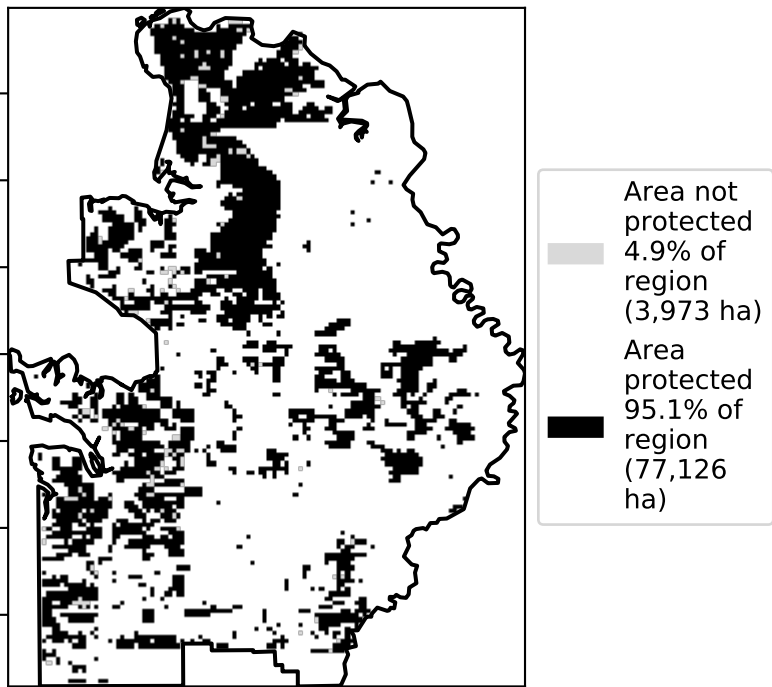 Area not
protected
4.9% of
region
(3,973 ha)
Area
protected
95.1% of
region
(77,126
ha)